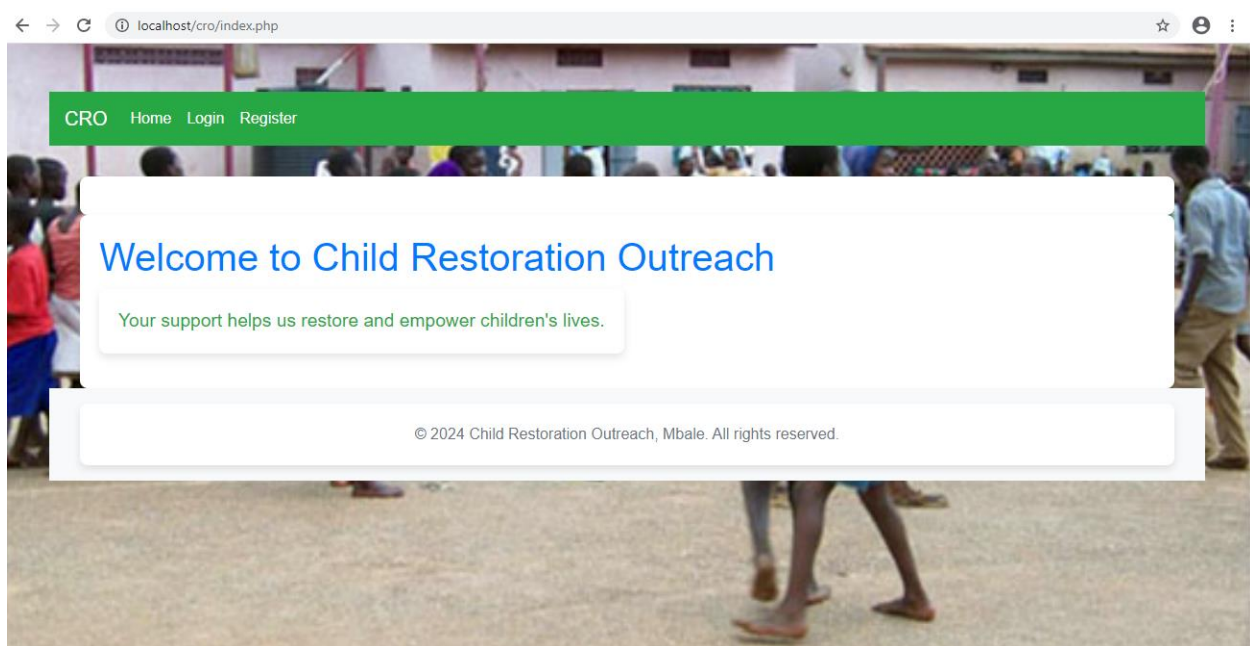 localhost/cro/index.php
CRO Home Login Register
Welcome to Child Restoration Outreach
Your support helps us restore and empower children's lives.
© 2024 Child Restoration Outreach, Mbale. All rights reserved.